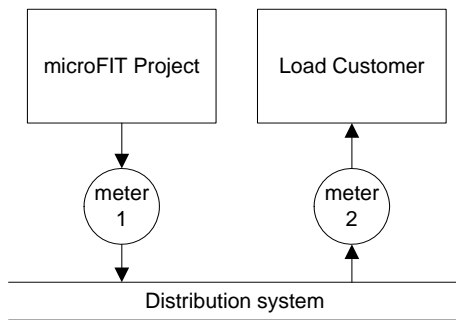 microFIT Project
Load Customer
meter
1
meter
2
Distribution system